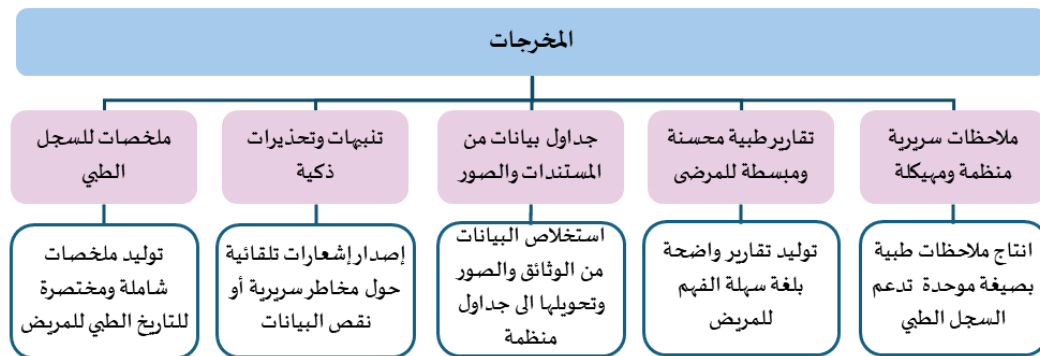 المخرجات
ملاحظات سريرية
منظمة ومهيكلة
تقارير طبية محسنة
ومبسطة للمرضى
جداول بيانات من
المستندات والصور
تنبيهات وتحذيرات
ذكية
ملخصات للسجل
الطبي
انتاج ملاحظات طبية
بصيغة موحدة تدعم
السجل الطبي
توليد تقارير واضحة
بلغة سهلة الفهم
للمريض
استخلاص البيانات
من الوثائق والصور
وتحويلها الى جداول
منظمة
إصدار إشعارات تلقائية
حول مخاطر سريرية أو
نقص البيانات
توليد ملخصات
شاملة ومختصرة
للتاريخ الطبي للمريض